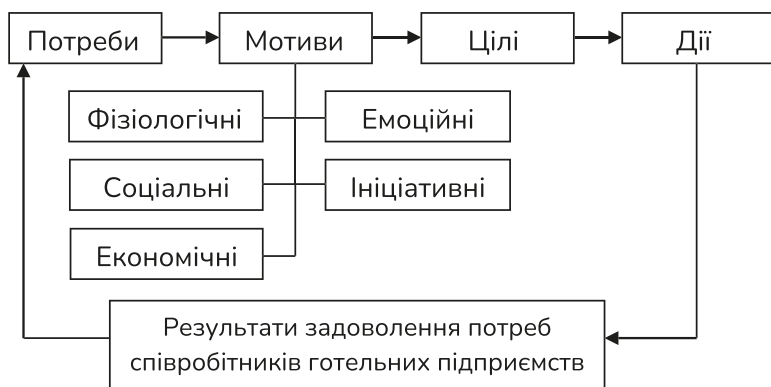 Потреби
Мотиви
Цілі
Дії
Фізіологічні
Емоційні
Соціальні
Ініціативні
Економічні
Результати задоволення потреб
співробітників готельних підприємств